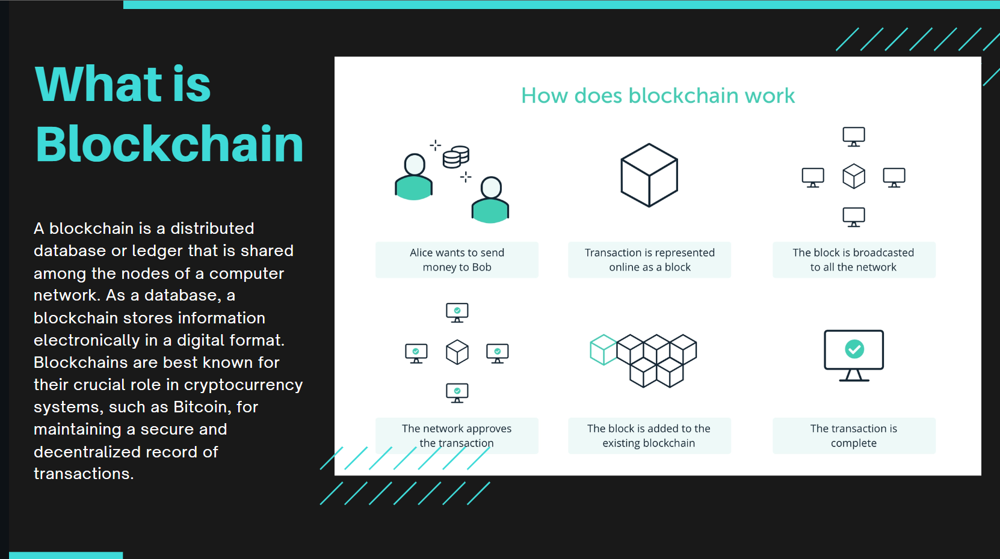 What is
Blockchain
A blockchain is a distributed
database or ledger that is shared
among the nodes of a computer
network. As a database, a
blockchain stores information
electronically in a digital format.
Blockchains are best known for
their crucial role in cryptocurrency
systems, such as Bitcoin, for
maintaining a secure and
decentralized record of
transactions.
How does blockchain work
Alice wants to send
money to Bob
Transaction is represented
online as a block
The block is broadcasted
to all the network
The network approves
the transaction
The block is added to the
existing blockchain
The transaction is
complete